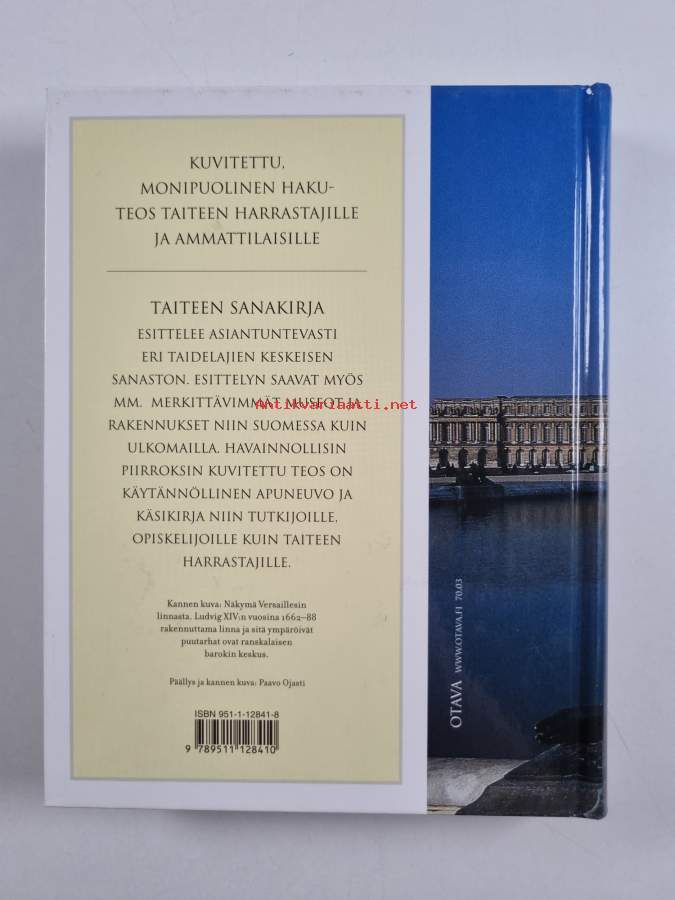 KUVITETTU,
MONIPUOLINEN HAKU-
TEOS TAITEEN HARRASTAJILLE
JA AMMATTILAISILLE
TAITEEN SANAKIRJA
ESITTELEE ASIANTUNTEVASTI
ERI TAIDELAJIEN KESKEISEN
SANASTON. ESITTELYN SAAVAT MYÖS
MM. MERKITTÄVIMMÄT MUSEOT JA
RAKENNUKSET NIIN SUOMESSA KUIN
ULKOMAILLA. HAVAINNOLLISIN
PIIRROKSIN KUVITETTU TEOS ON
KÄYTÄNNÖLLINEN APUNEUVO JA
KÄSIKIRJA NIIN TUTKIJOILLE,
OPISKELIJOILLE KUIN TAITEEN
HARRASTAJILLE.
Kannen kuva: Näkymä Versaillesin
linnasta. Ludvig XIV:n vuosina 1662–88
rakennuttama linna ja sitä ympäröivät
puutarhat ovat ranskalaisen
barokin keskus.
Päällys ja kannen kuva: Paavo Ojasti
ISBN 951-1-12841-8
9 789511 128410
OTAVA WWW.OTAVA.FI 70.03
Antikvariaatti.net